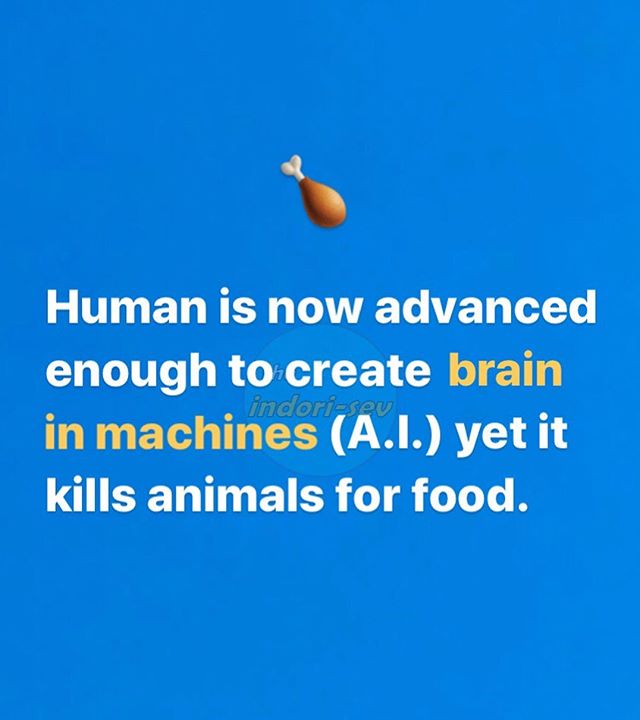 Human is now advanced
enough to create brain
in machines (A.I.) yet it
kills animals for food.
indori-sev